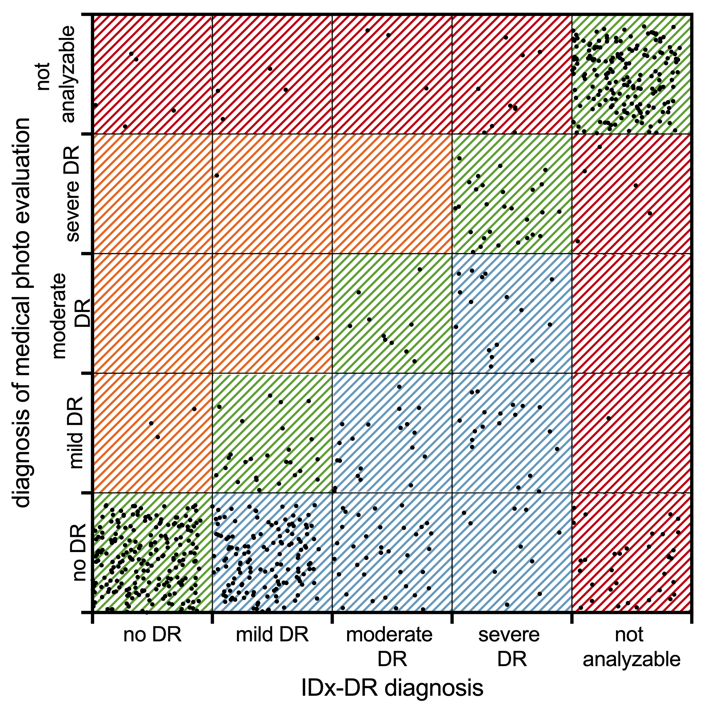 diagnosis of medical photo evaluation
not
analyzable
severe DR
moderate
DR
mild DR
no DR
no DR
mild DR
moderate
DR
severe
DR
not
analyzable
IDx-DR diagnosis